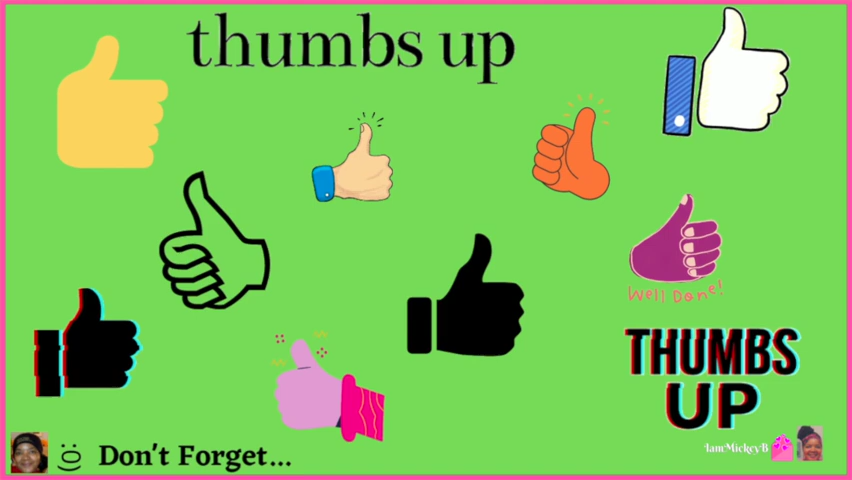 thumbs up
Well Done!
THUMBS
UP
IamMickeyB
:) Don't Forget...